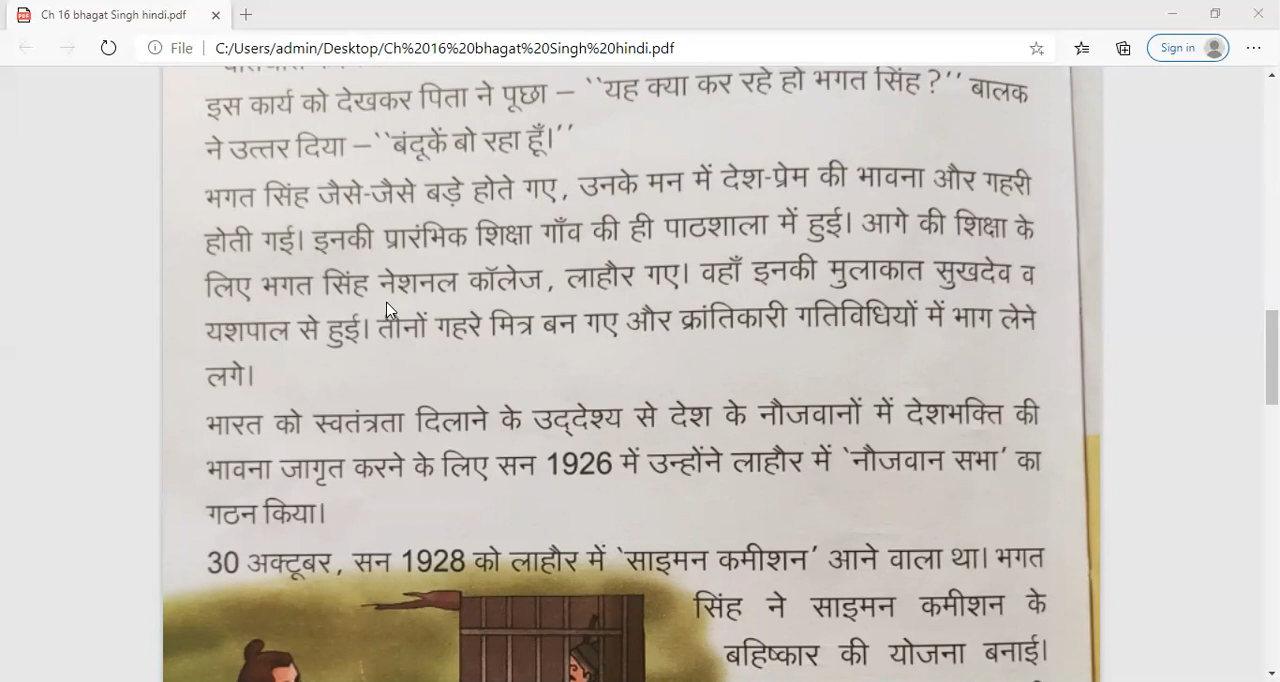 Ch 16 bhagat Singh hindi.pdf
File
C:/Users/admin/Desktop/Ch%2016%20bhagat%20Singh%20hindi.pdf
Sign in
इस कार्य को देखकर पिता ने पूछा – ‘‘यह क्या कर रहे हो भगत सिंह?’’ बालक
ने उत्तर दिया –‘‘बंदूकें बो रहा हूँ।’’
भगत सिंह जैसे-जैसे बड़े होते गए, उनके मन में देश-प्रेम की भावना और गहरी
होती गई। इनकी प्रारंभिक शिक्षा गाँव की ही पाठशाला में हुई। आगे की शिक्षा के
लिए भगत सिंह नेशनल कॉलेज, लाहौर गए। वहाँ इनकी मुलाकात सुखदेव व
यशपाल से हुई। तीनों गहरे मित्र बन गए और क्रांतिकारी गतिविधियों में भाग लेने
लगे।
भारत को स्वतंत्रता दिलाने के उद्‌देश्य से देश के नौजवानों में देशभक्ति की
भावना जागृत करने के लिए सन 1926 में उन्होंने लाहौर में ‘नौजवान सभा’ का
गठन किया।
30 अक्टूबर, सन 1928 को लाहौर में ‘साइमन कमीशन’ आने वाला था। भगत
सिंह ने साइमन कमीशन के
बहिष्कार की योजना बनाई।